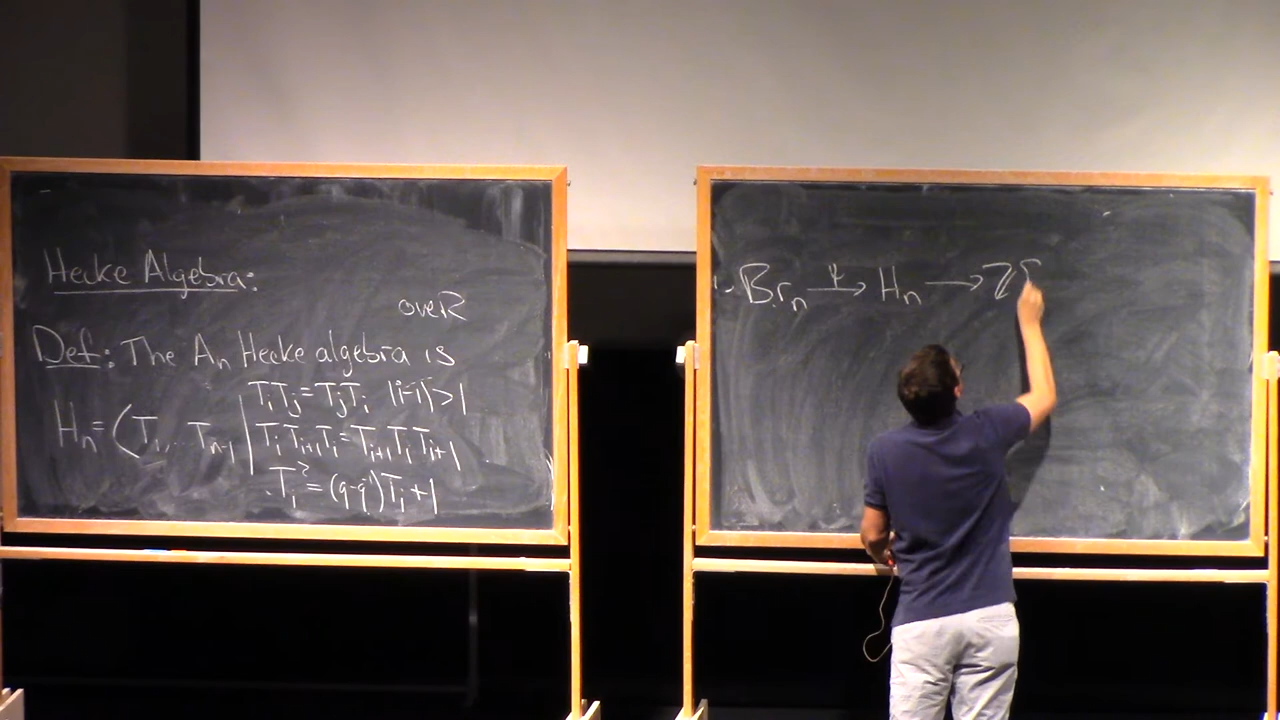 Hecke Algebra:
over R
Def: The Aₙ Hecke algebra is
TᵢTⱼ=TⱼTᵢ |i-j|>1
Hₙ=(T₁,...Tₙ₋₁ | TᵢTᵢ₊₁Tᵢ=Tᵢ₊₁TᵢTᵢ₊₁
Tᵢ²=(q-q⁻¹)Tᵢ+1
Brₙ —ψ→ Hₙ → ZS